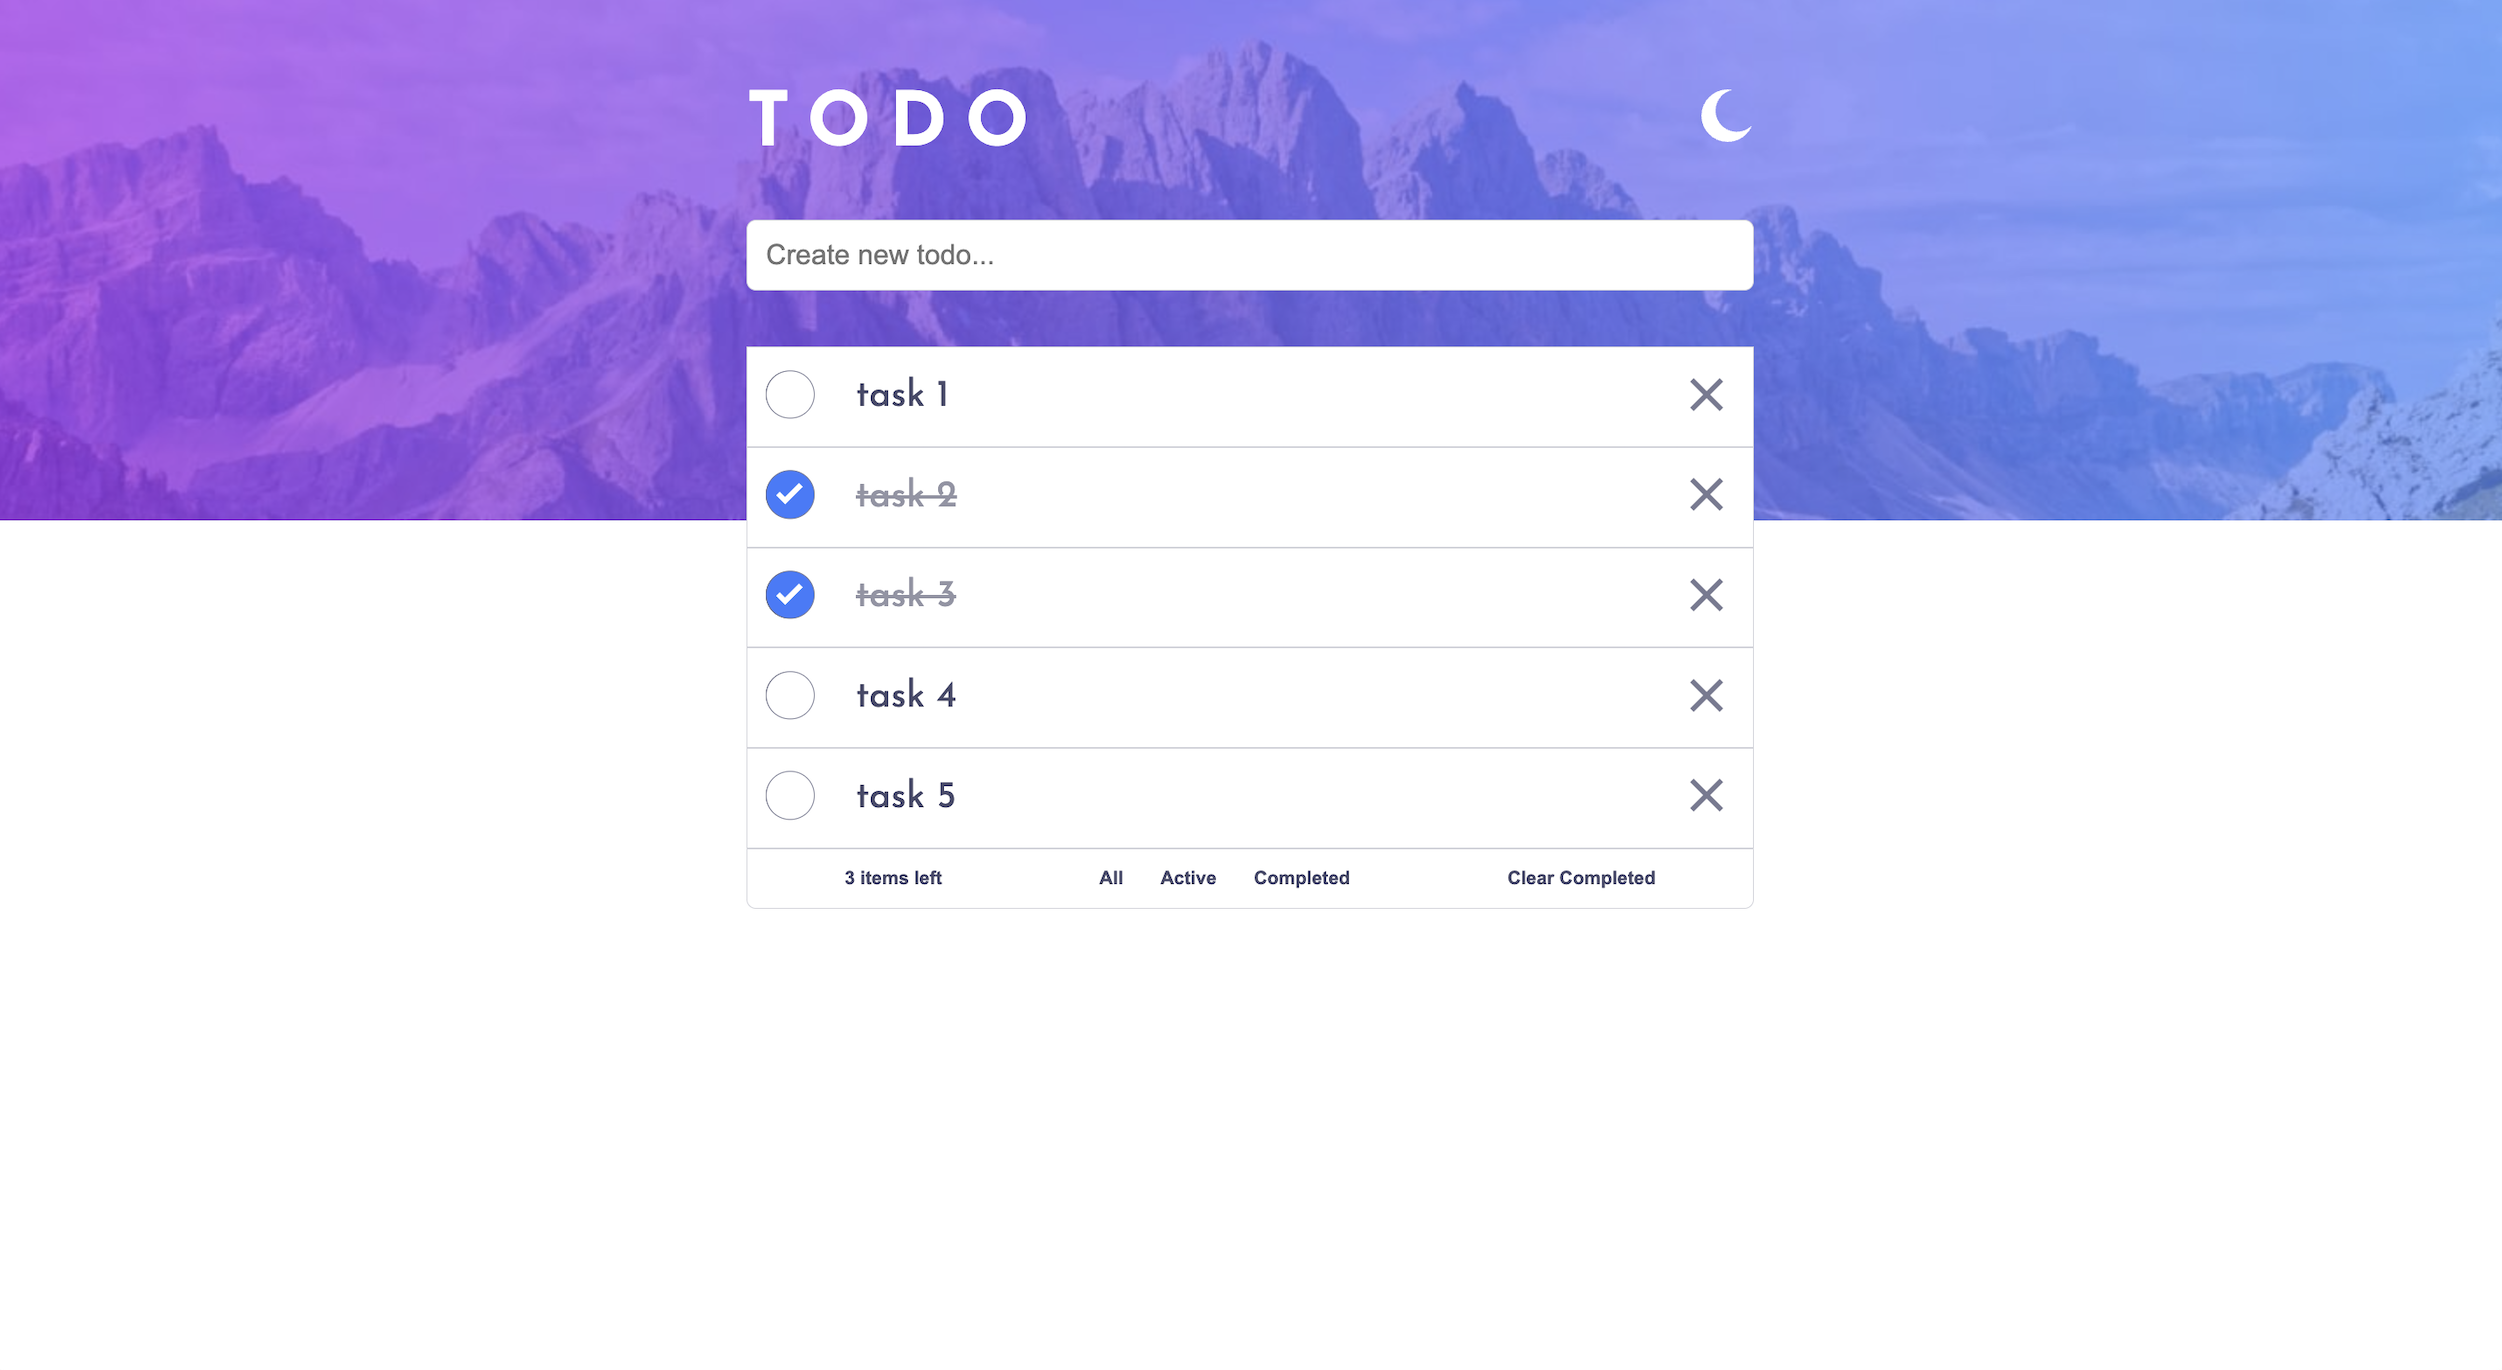 TODO
Create new todo...
task 1
task 2
task 3
task 4
task 5
3 items left All Active Completed Clear Completed